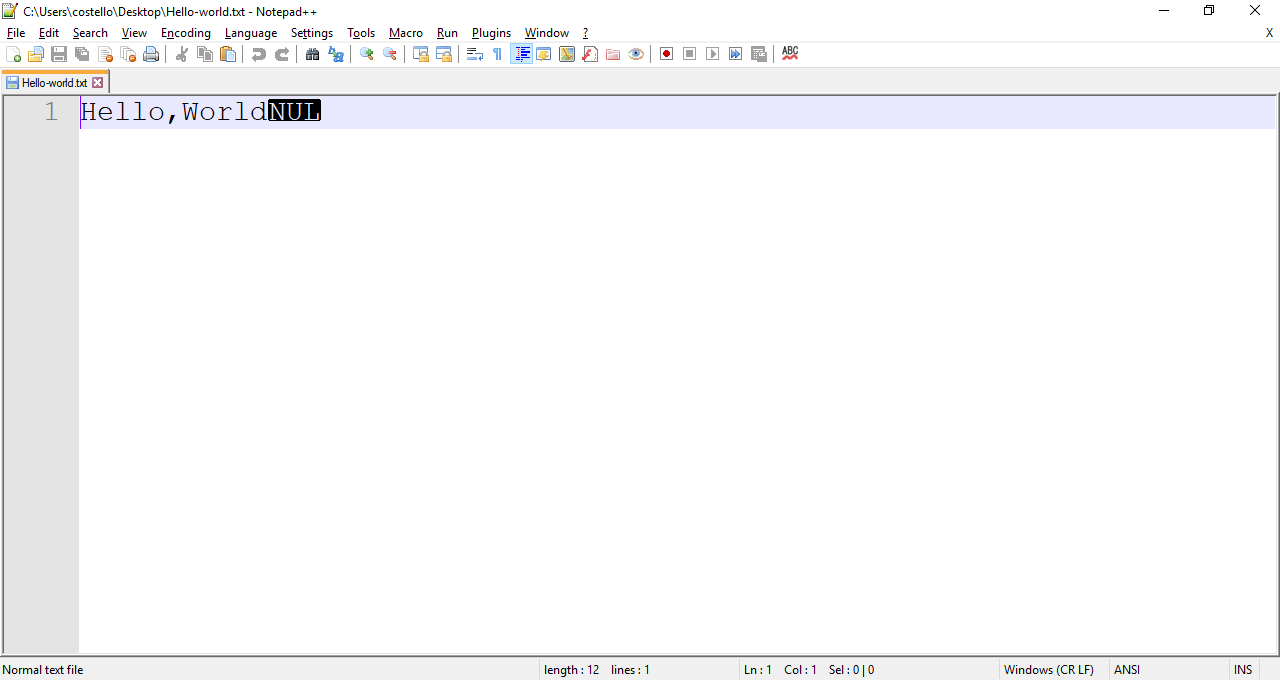 C:\Users\costello\Desktop\Hello-world.txt - Notepad++
File Edit Search View Encoding Language Settings Tools Macro Run Plugins Window ? X
ABC
Hello-world.txt
1 Hello,WorldNUL
Normal text file length : 12 lines : 1 Ln : 1 Col : 1 Sel : 0 | 0 Windows (CR LF) ANSI INS